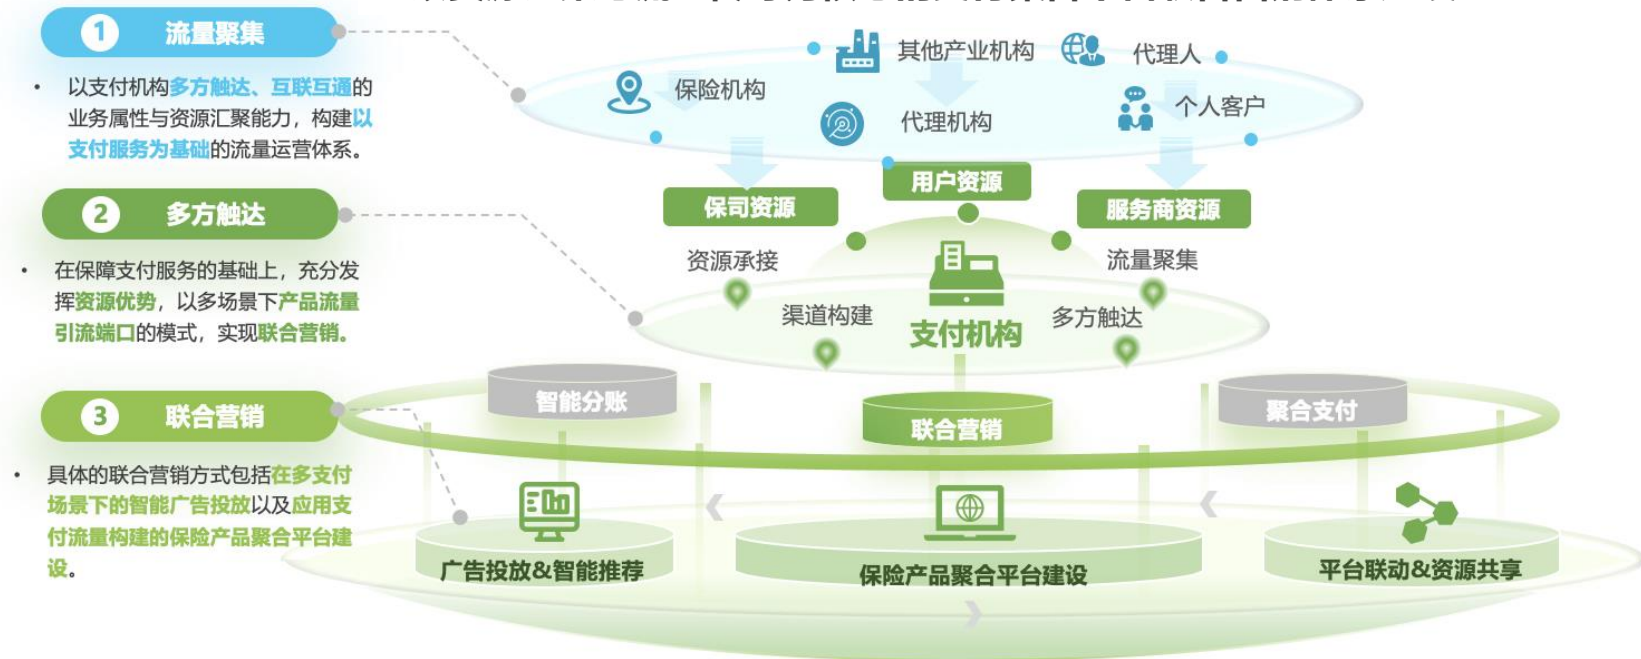 1 流量聚集
• 以支付机构多方触达、互联互通的
业务属性与资源汇聚能力，构建以
支付服务为基础的流量运营体系。
2 多方触达
• 在保障支付服务的基础上，充分发
挥资源优势，以多场景下产品流量
引流端口的模式，实现联合营销。
3 联合营销
• 具体的联合营销方式包括在多支付
场景下的智能广告投放以及应用支
付流量构建的保险产品聚合平台建
设。
其他产业机构
代理人
保险机构
代理机构
个人客户
用户资源
保司资源
服务商资源
资源承接
流量聚集
渠道构建
支付机构
多方触达
智能分账
联合营销
聚合支付
广告投放&智能推荐
保险产品聚合平台建设
平台联动&资源共享